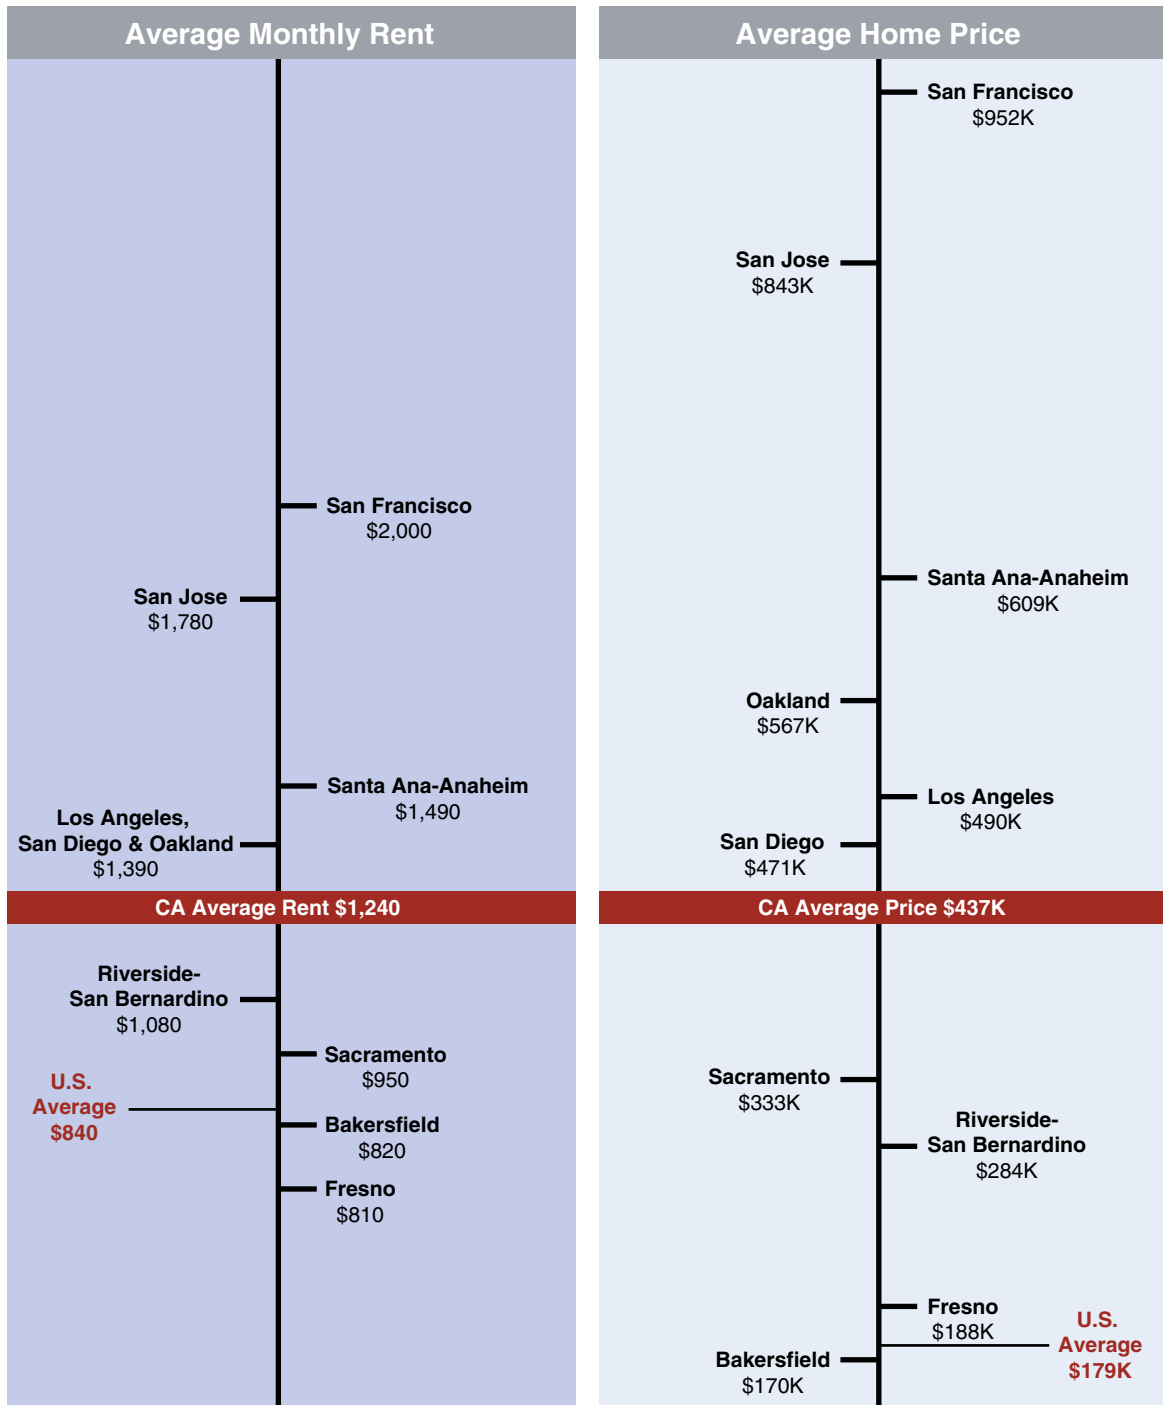 Average Monthly Rent
San Francisco
$2,000
San Jose
$1,780
Santa Ana-Anaheim
$1,490
Los Angeles,
San Diego & Oakland
$1,390
CA Average Rent $1,240
Riverside-
San Bernardino
$1,080
Sacramento
$950
U.S.
Average
$840
Bakersfield
$820
Fresno
$810
Average Home Price
San Francisco
$952K
San Jose
$843K
Santa Ana-Anaheim
$609K
Oakland
$567K
Los Angeles
$490K
San Diego
$471K
CA Average Price $437K
Sacramento
$333K
Riverside-
San Bernardino
$284K
Fresno
$188K
U.S.
Average
$179K
Bakersfield
$170K